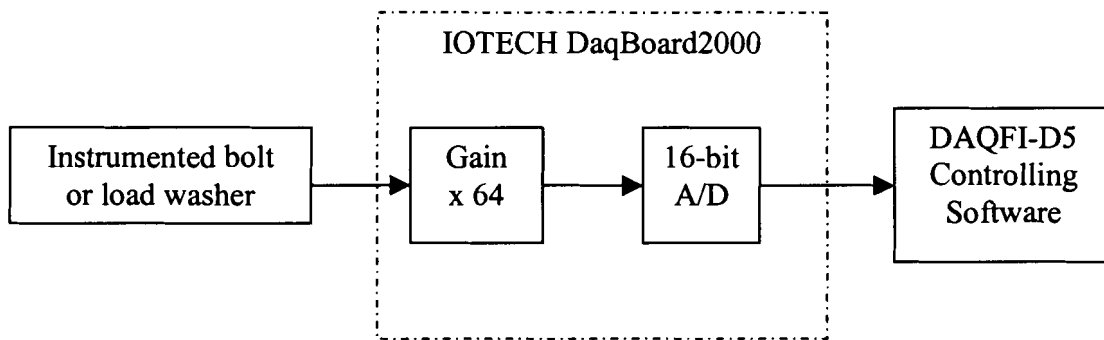 IOTECH DaqBoard2000
Instrumented bolt
or load washer
Gain
x 64
16-bit
A/D
DAQFI-D5
Controlling
Software